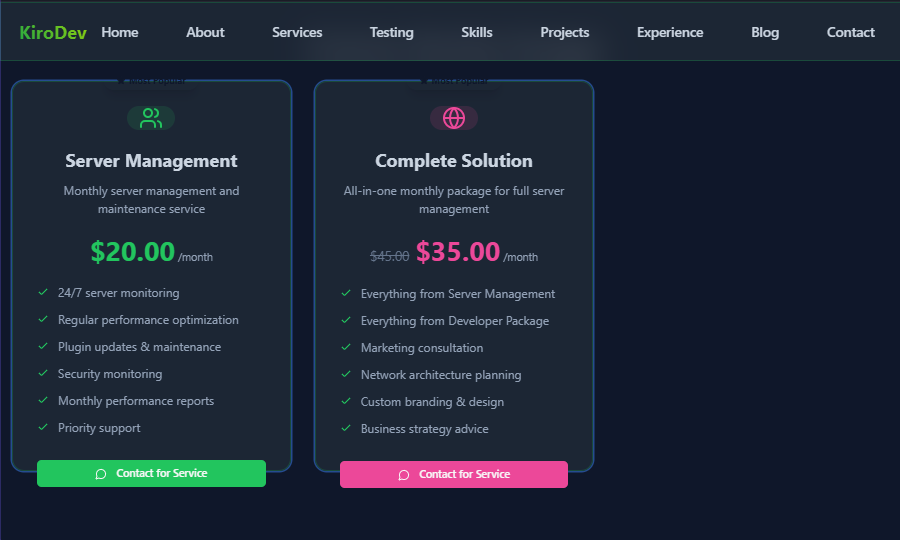 KiroDev Home About Services Testing Skills Projects Experience Blog Contact
Most Popular
Server Management
Monthly server management and
maintenance service
$20.00 /month
24/7 server monitoring
Regular performance optimization
Plugin updates & maintenance
Security monitoring
Monthly performance reports
Priority support
Contact for Service
Most Popular
Complete Solution
All-in-one monthly package for full server
management
$45.00 $35.00 /month
Everything from Server Management
Everything from Developer Package
Marketing consultation
Network architecture planning
Custom branding & design
Business strategy advice
Contact for Service